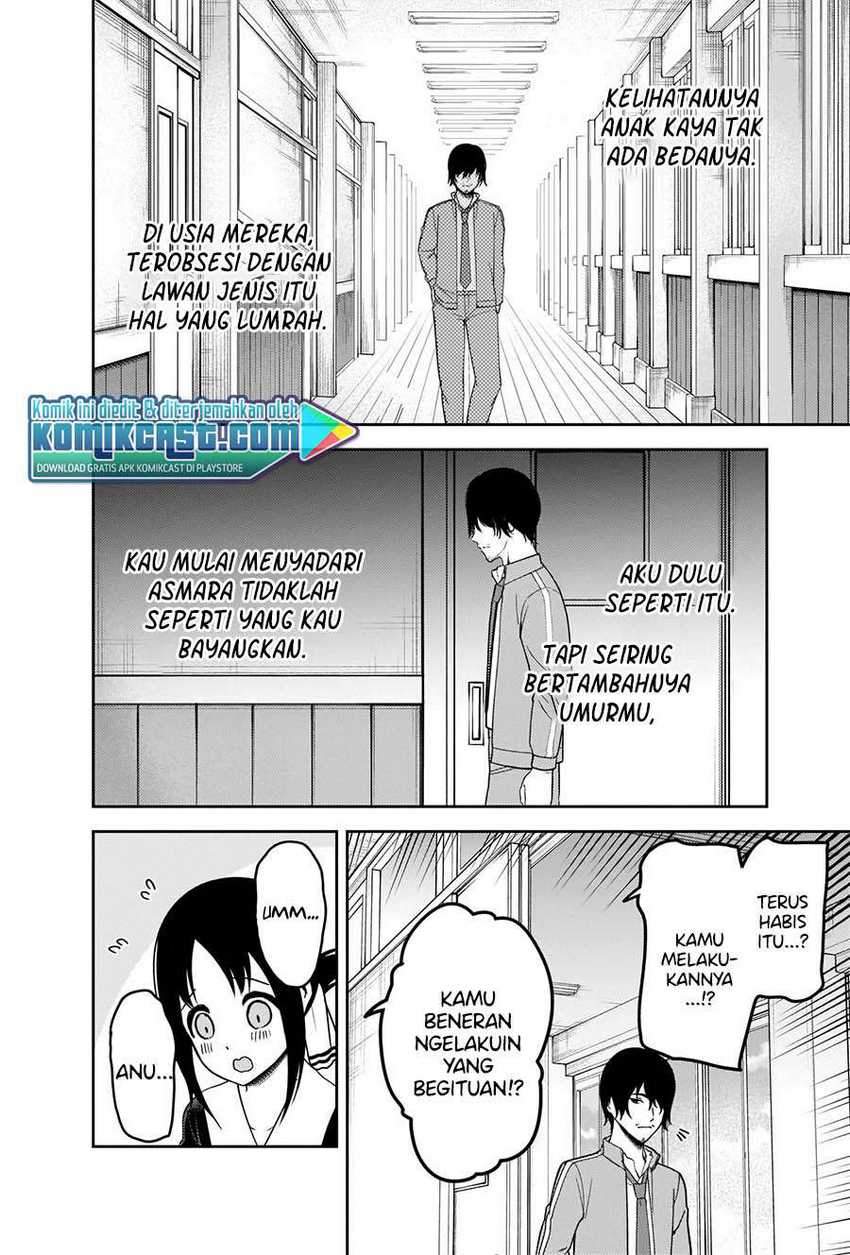 KELIHATANNYA
ANAK KAYA TAK
ADA BEDANYA.
DI USIA MEREKA,
TEROBSESI DENGAN
LAWAN JENIS ITU
HAL YANG LUMRAH.
Komik ini diedit & diterjemahkan oleh
KOMIKCAST.COM
DOWNLOAD GRATIS APK KOMIKCAST DI PLAYSTORE
AKU DULU
SEPERTI ITU.
TAPI SEIRING
BERTAMBAHNYA
UMURMU,
KAU MULAI MENYADARI
ASMARA TIDAKLAH
SEPERTI YANG KAU
BAYANGKAN.
TERUS
HABIS
ITU...?
KAMU
MELAKU-
KANNYA
...!?
KAMU
BENERAN
NGELAKUIN
YANG
BEGITUAN!?
UMM...
ANU...